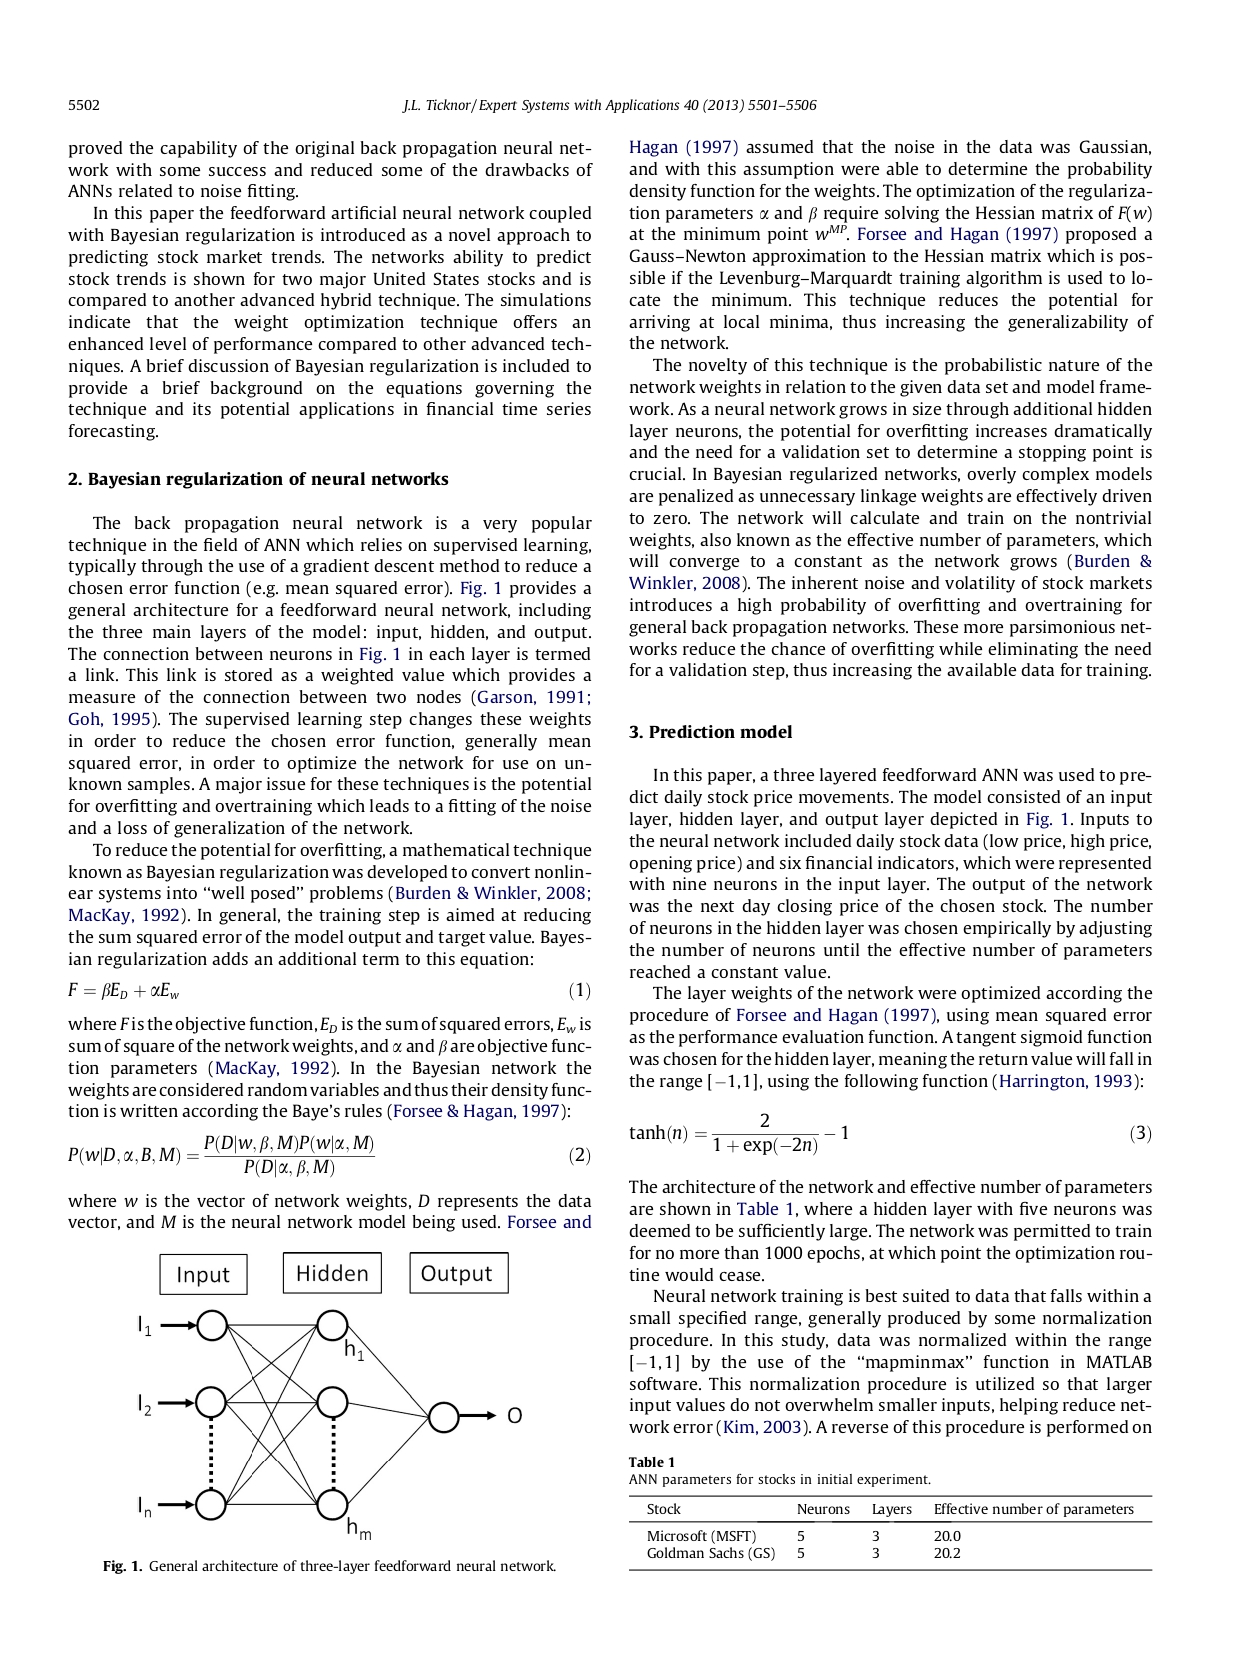 5502
J.L. Ticknor / Expert Systems with Applications 40 (2013) 5501–5506
proved the capability of the original back propagation neural net-
work with some success and reduced some of the drawbacks of
ANNs related to noise fitting.
In this paper the feedforward artificial neural network coupled
with Bayesian regularization is introduced as a novel approach to
predicting stock market trends. The networks ability to predict
stock trends is shown for two major United States stocks and is
compared to another advanced hybrid technique. The simulations
indicate that the weight optimization technique offers an
enhanced level of performance compared to other advanced tech-
niques. A brief discussion of Bayesian regularization is included to
provide a brief background on the equations governing the
technique and its potential applications in financial time series
forecasting.
2. Bayesian regularization of neural networks
The back propagation neural network is a very popular
technique in the field of ANN which relies on supervised learning,
typically through the use of a gradient descent method to reduce a
chosen error function (e.g. mean squared error). Fig. 1 provides a
general architecture for a feedforward neural network, including
the three main layers of the model: input, hidden, and output.
The connection between neurons in Fig. 1 in each layer is termed
a link. This link is stored as a weighted value which provides a
measure of the connection between two nodes (Garson, 1991;
Goh, 1995). The supervised learning step changes these weights
in order to reduce the chosen error function, generally mean
squared error, in order to optimize the network for use on un-
known samples. A major issue for these techniques is the potential
for overfitting and overtraining which leads to a fitting of the noise
and a loss of generalization of the network.
To reduce the potential for overfitting, a mathematical technique
known as Bayesian regularization was developed to convert nonlin-
ear systems into ‘‘well posed’’ problems (Burden & Winkler, 2008;
MacKay, 1992). In general, the training step is aimed at reducing
the sum squared error of the model output and target value. Bayes-
ian regularization adds an additional term to this equation:
F = βE_D + αE_w (1)
where F is the objective function, E_D is the sum of squared errors, E_w is
sum of square of the network weights, and α and β are objective func-
tion parameters (MacKay, 1992). In the Bayesian network the
weights are considered random variables and thus their density func-
tion is written according the Baye’s rules (Forsee & Hagan, 1997):
P(w|D, α, B, M) = P(D|w, β, M)P(w|α, M) / P(D|α, β, M) (2)
where w is the vector of network weights, D represents the data
vector, and M is the neural network model being used. Forsee and
Input Hidden Output
I_1
h_1
I_2
O
I_n
h_m
Fig. 1. General architecture of three-layer feedforward neural network.
Hagan (1997) assumed that the noise in the data was Gaussian,
and with this assumption were able to determine the probability
density function for the weights. The optimization of the regulariza-
tion parameters α and β require solving the Hessian matrix of F(w)
at the minimum point w^MP. Forsee and Hagan (1997) proposed a
Gauss–Newton approximation to the Hessian matrix which is pos-
sible if the Levenburg–Marquardt training algorithm is used to lo-
cate the minimum. This technique reduces the potential for
arriving at local minima, thus increasing the generalizability of
the network.
The novelty of this technique is the probabilistic nature of the
network weights in relation to the given data set and model frame-
work. As a neural network grows in size through additional hidden
layer neurons, the potential for overfitting increases dramatically
and the need for a validation set to determine a stopping point is
crucial. In Bayesian regularized networks, overly complex models
are penalized as unnecessary linkage weights are effectively driven
to zero. The network will calculate and train on the nontrivial
weights, also known as the effective number of parameters, which
will converge to a constant as the network grows (Burden &
Winkler, 2008). The inherent noise and volatility of stock markets
introduces a high probability of overfitting and overtraining for
general back propagation networks. These more parsimonious net-
works reduce the chance of overfitting while eliminating the need
for a validation step, thus increasing the available data for training.
3. Prediction model
In this paper, a three layered feedforward ANN was used to pre-
dict daily stock price movements. The model consisted of an input
layer, hidden layer, and output layer depicted in Fig. 1. Inputs to
the neural network included daily stock data (low price, high price,
opening price) and six financial indicators, which were represented
with nine neurons in the input layer. The output of the network
was the next day closing price of the chosen stock. The number
of neurons in the hidden layer was chosen empirically by adjusting
the number of neurons until the effective number of parameters
reached a constant value.
The layer weights of the network were optimized according the
procedure of Forsee and Hagan (1997), using mean squared error
as the performance evaluation function. A tangent sigmoid function
was chosen for the hidden layer, meaning the return value will fall in
the range [−1, 1], using the following function (Harrington, 1993):
tanh(n) = 2 / (1 + exp(−2n)) − 1 (3)
The architecture of the network and effective number of parameters
are shown in Table 1, where a hidden layer with five neurons was
deemed to be sufficiently large. The network was permitted to train
for no more than 1000 epochs, at which point the optimization rou-
tine would cease.
Neural network training is best suited to data that falls within a
small specified range, generally produced by some normalization
procedure. In this study, data was normalized within the range
[−1, 1] by the use of the ‘‘mapminmax’’ function in MATLAB
software. This normalization procedure is utilized so that larger
input values do not overwhelm smaller inputs, helping reduce net-
work error (Kim, 2003). A reverse of this procedure is performed on
Table 1
ANN parameters for stocks in initial experiment.
Stock Neurons Layers Effective number of parameters
Microsoft (MSFT) 5 3 20.0
Goldman Sachs (GS) 5 3 20.2